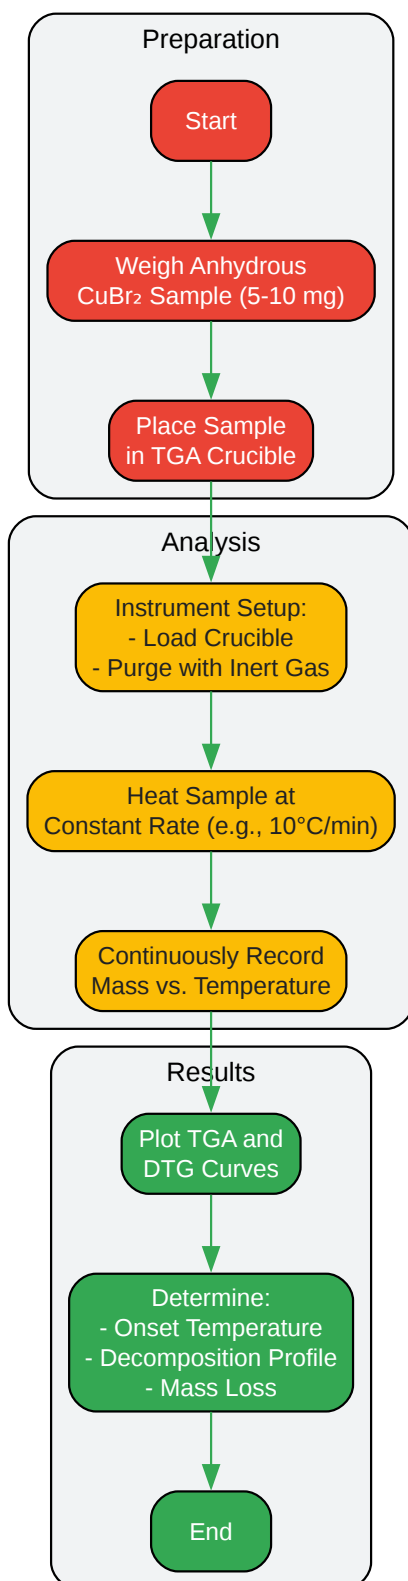 Preparation
Start
Weigh Anhydrous
CuBr₂ Sample (5-10 mg)
Place Sample
in TGA Crucible
Analysis
Instrument Setup:
- Load Crucible
- Purge with Inert Gas
Heat Sample at
Constant Rate (e.g., 10°C/min)
Continuously Record
Mass vs. Temperature
Results
Plot TGA and
DTG Curves
Determine:
- Onset Temperature
- Decomposition Profile
- Mass Loss
End